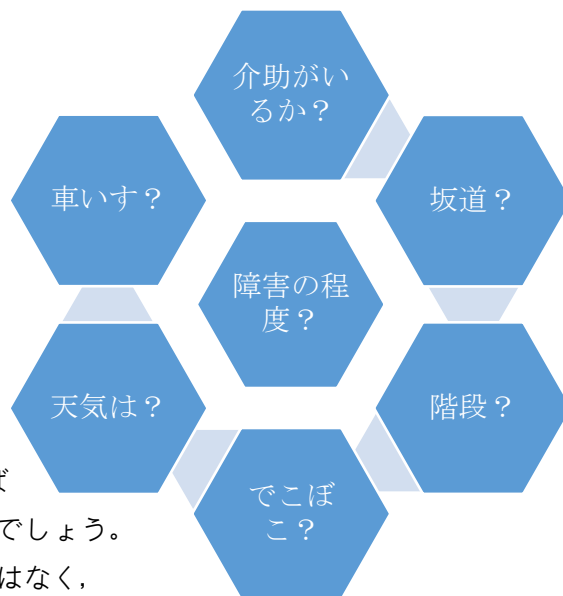 介助がい
るか？
車いす？
坂道？
障害の程
度？
天気は？
階段？
でこぼ
こ？
ば
でしょう。
はなく，